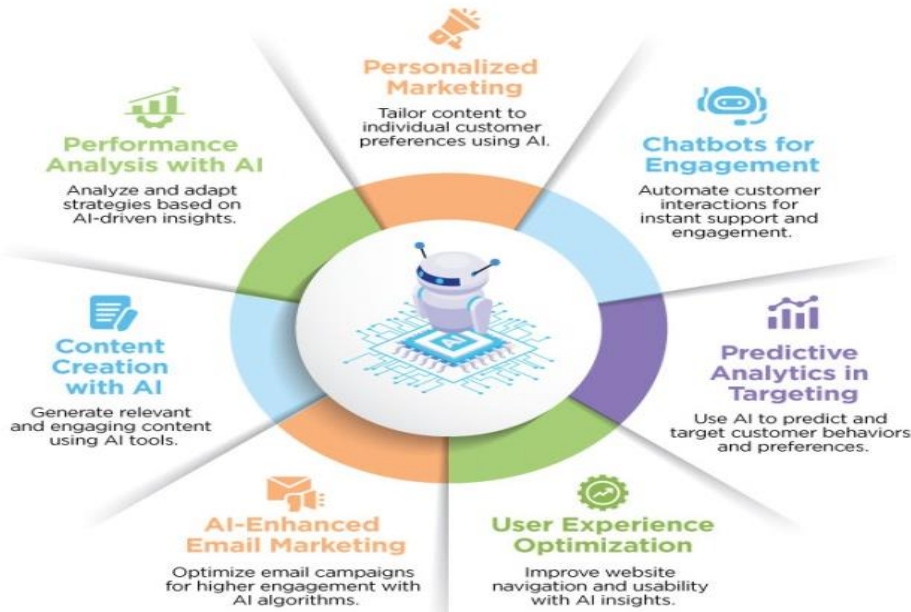 Personalized
Marketing
Tailor content to
individual customer
preferences using AI.
Chatbots for
Engagement
Automate customer
interactions for
instant support and
engagement.
Predictive
Analytics in
Targeting
Use AI to predict and
target customer behaviors
and preferences.
User Experience
Optimization
Improve website
navigation and usability
with AI insights.
AI-Enhanced
Email Marketing
Optimize email campaigns
for higher engagement with
AI algorithms.
Content
Creation
with AI
Generate relevant
and engaging content
using AI tools.
Performance
Analysis with AI
Analyze and adapt
strategies based on
AI-driven insights.
AI